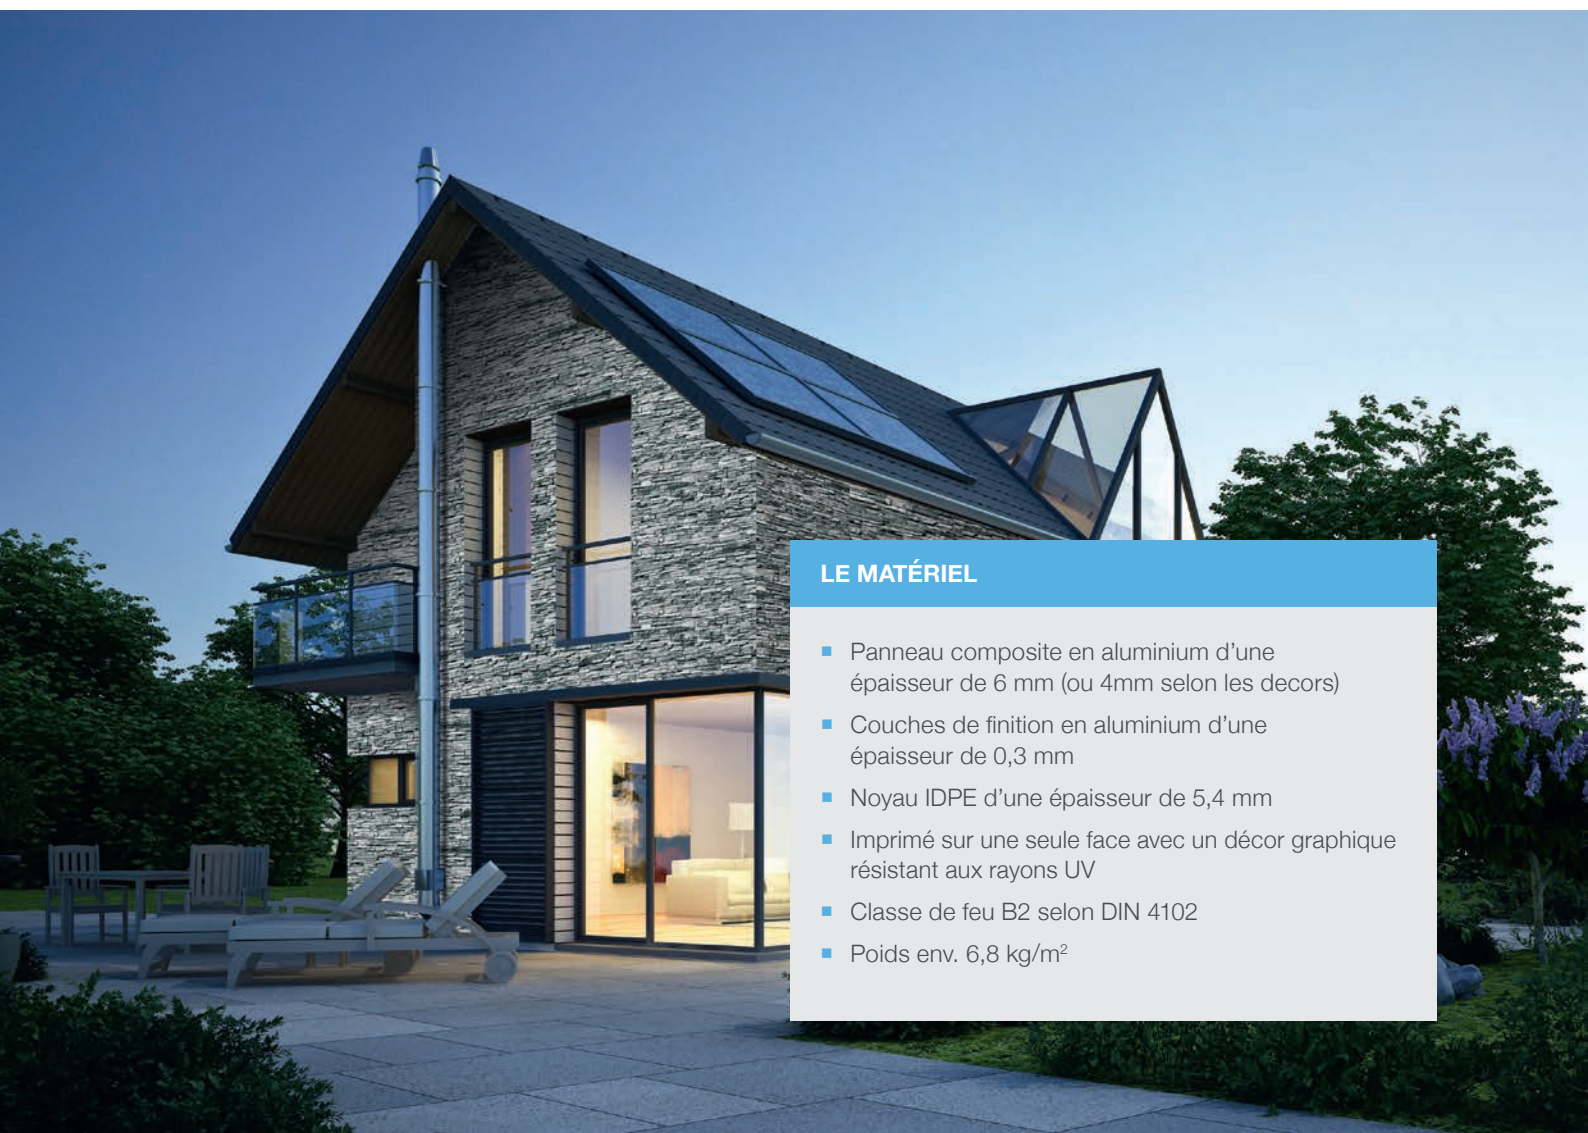 LE MATÉRIEL
▪ Panneau composite en aluminium d’une
épaisseur de 6 mm (ou 4mm selon les decors)
▪ Couches de finition en aluminium d’une
épaisseur de 0,3 mm
▪ Noyau IDPE d’une épaisseur de 5,4 mm
▪ Imprimé sur une seule face avec un décor graphique
résistant aux rayons UV
▪ Classe de feu B2 selon DIN 4102
▪ Poids env. 6,8 kg/m²